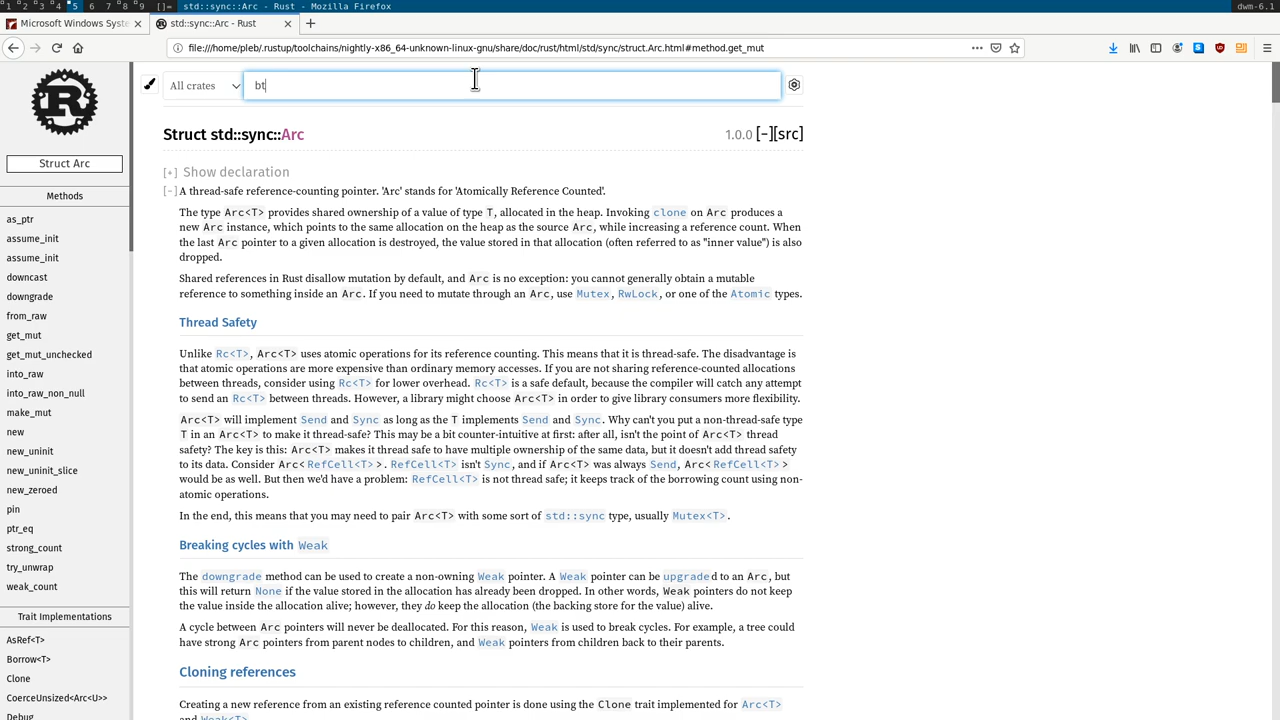 1 2 3 4 5 6 7 8 9 []= std::sync::Arc - Rust - Mozilla Firefox dwm-6.1
Microsoft Windows Syste
std::sync::Arc - Rust
file:///home/pleb/.rustup/toolchains/nightly-x86_64-unknown-linux-gnu/share/doc/rust/html/std/sync/struct.Arc.html#method.get_mut
All crates
bt
Struct Arc
Methods
as_ptr
assume_init
assume_init
downcast
downgrade
from_raw
get_mut
get_mut_unchecked
into_raw
into_raw_non_null
make_mut
new
new_uninit
new_uninit_slice
new_zeroed
pin
ptr_eq
strong_count
try_unwrap
weak_count
Trait Implementations
AsRef<T>
Borrow<T>
Clone
CoerceUnsized<Arc<U>>
Debug
Struct std::sync::Arc 1.0.0 [−][src]
[+] Show declaration
[−] A thread-safe reference-counting pointer. 'Arc' stands for 'Atomically Reference Counted'.
The type Arc<T> provides shared ownership of a value of type T, allocated in the heap. Invoking clone on Arc produces a
new Arc instance, which points to the same allocation on the heap as the source Arc, while increasing a reference count. When
the last Arc pointer to a given allocation is destroyed, the value stored in that allocation (often referred to as "inner value") is also
dropped.
Shared references in Rust disallow mutation by default, and Arc is no exception: you cannot generally obtain a mutable
reference to something inside an Arc. If you need to mutate through an Arc, use Mutex, RwLock, or one of the Atomic types.
Thread Safety
Unlike Rc<T>, Arc<T> uses atomic operations for its reference counting. This means that it is thread-safe. The disadvantage is
that atomic operations are more expensive than ordinary memory accesses. If you are not sharing reference-counted allocations
between threads, consider using Rc<T> for lower overhead. Rc<T> is a safe default, because the compiler will catch any attempt
to send an Rc<T> between threads. However, a library might choose Arc<T> in order to give library consumers more flexibility.
Arc<T> will implement Send and Sync as long as the T implements Send and Sync. Why can't you put a non-thread-safe type
T in an Arc<T> to make it thread-safe? This may be a bit counter-intuitive at first: after all, isn't the point of Arc<T> thread
safety? The key is this: Arc<T> makes it thread safe to have multiple ownership of the same data, but it doesn't add thread safety
to its data. Consider Arc<RefCell<T>>. RefCell<T> isn't Sync, and if Arc<T> was always Send, Arc<RefCell<T>>
would be as well. But then we'd have a problem: RefCell<T> is not thread safe; it keeps track of the borrowing count using non-
atomic operations.
In the end, this means that you may need to pair Arc<T> with some sort of std::sync type, usually Mutex<T>.
Breaking cycles with Weak
The downgrade method can be used to create a non-owning Weak pointer. A Weak pointer can be upgraded to an Arc, but
this will return None if the value stored in the allocation has already been dropped. In other words, Weak pointers do not keep
the value inside the allocation alive; however, they do keep the allocation (the backing store for the value) alive.
A cycle between Arc pointers will never be deallocated. For this reason, Weak is used to break cycles. For example, a tree could
have strong Arc pointers from parent nodes to children, and Weak pointers from children back to their parents.
Cloning references
Creating a new reference from an existing reference counted pointer is done using the Clone trait implemented for Arc<T>
and Weak<T>.